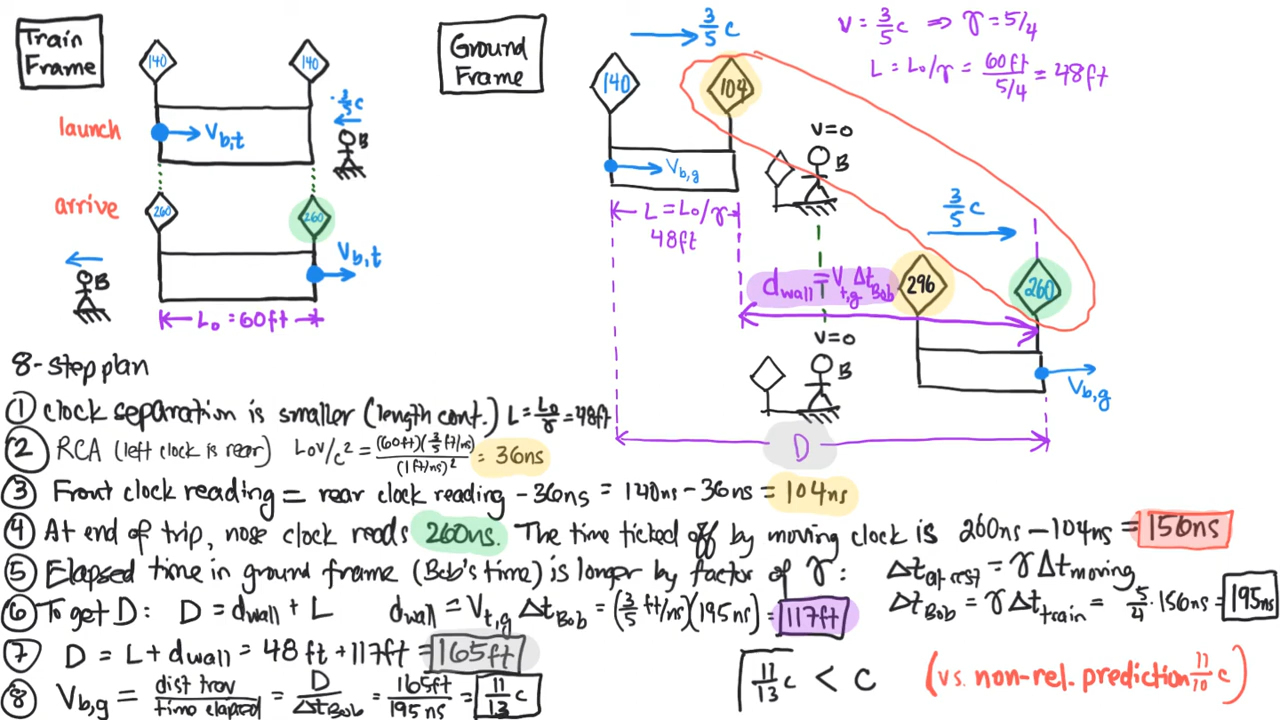 Train Frame
140
140
launch
V_b,t
-3/5 c
B
arrive
260
260
V_b,t
B
L₀ = 60ft
Ground Frame
3/5 c
140
104
V_b,g
V=0
B
L = L₀/γ
48ft
V = 3/5 c ⇒ γ = 5/4
L = L₀/γ = 60ft / 5/4 = 48ft
3/5 c
d_wall = V_t,g Δt_Bob
296
260
V=0
B
V_b,g
D
8-step plan
① Clock separation is smaller (length cont.) L = L₀/γ = 48ft
② RCA (left clock is rear) L₀V/c² = (60ft)(3/5 ft/ns) / (1 ft/ns)² = 36ns
③ Front clock reading = rear clock reading - 36ns = 140ns - 36ns = 104ns
④ At end of trip, nose clock reads 260ns. The time ticked off by moving clock is 260ns - 104ns = 156ns
⑤ Elapsed time in ground frame (Bob's time) is longer by factor of γ: Δt_at rest = γ Δt_moving
Δt_Bob = γ Δt_train = 5/4 · 156ns = 195ns
⑥ To get D: D = d_wall + L d_wall = V_t,g Δt_Bob = (3/5 ft/ns)(195ns) = 117ft
⑦ D = L + d_wall = 48 ft + 117ft = 165ft
⑧ V_b,g = dist trav / time elapsed = D / Δt_Bob = 165ft / 195ns = 11/13 c
11/13 c < c
(vs. non-rel. prediction 11/10 c)